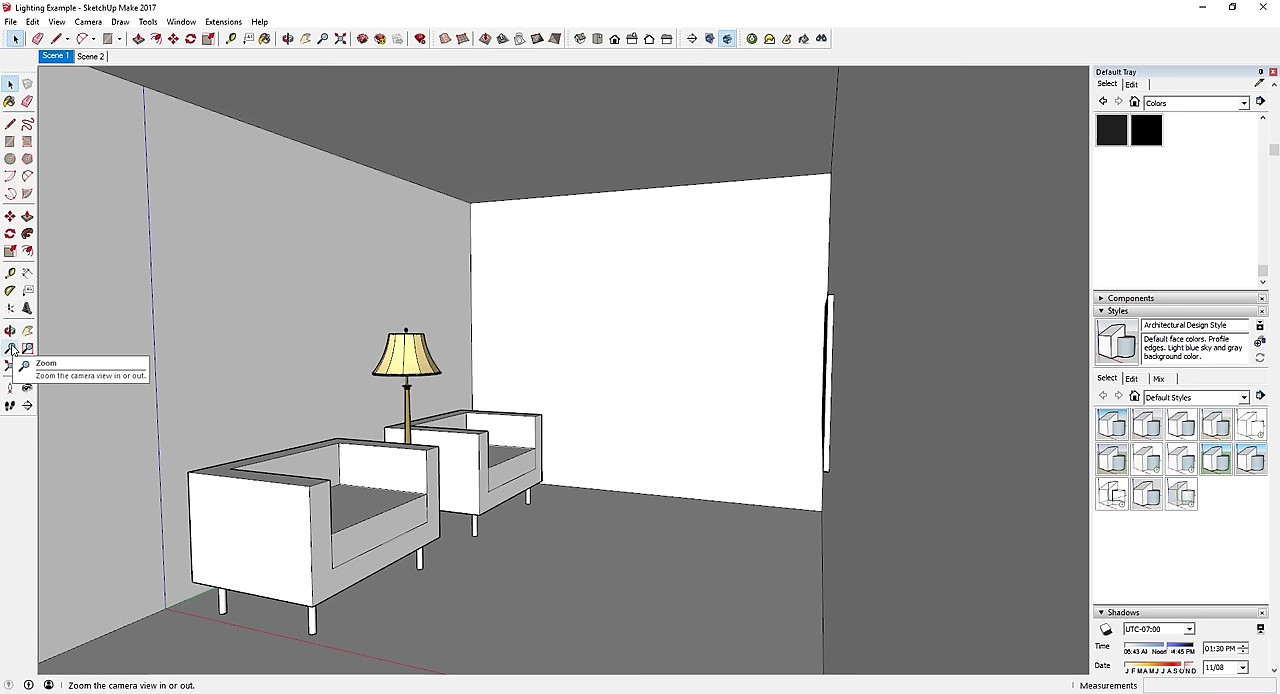 Lighting Example - SketchUp Make 2017
File Edit View Camera Draw Tools Window Extensions Help
Scene 1 Scene 2
Default Tray
Select Edit
Colors
Components
Styles
Architectural Design Style
Default face colors. Profile
edges. Light blue sky and gray
background color.
Select Edit Mix
Default Styles
Zoom
Zoom the camera view in or out.
Shadows
UTC-07:00
Time 06:43 AM Noon 4:45 PM 01:30 PM
Date J F M A M J J A S O N D 11/08
Zoom the camera view in or out.
Measurements